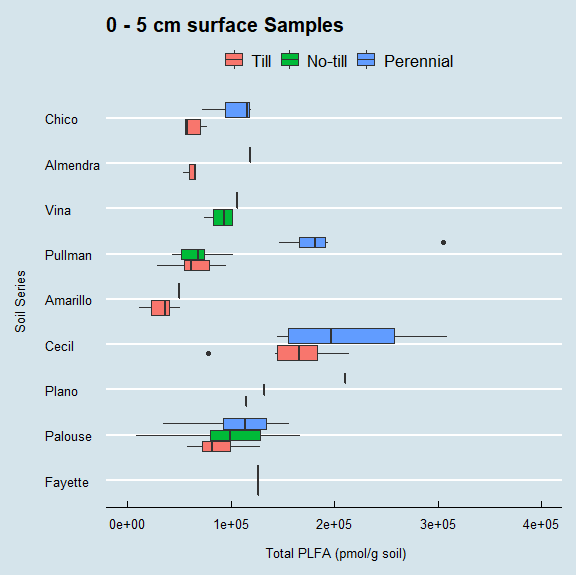 0 - 5 cm surface Samples
Till No-till Perennial
Chico
Almendra
Vina
Pullman
Amarillo
Cecil
Plano
Palouse
Fayette
Soil Series
0e+00 1e+05 2e+05 3e+05 4e+05
Total PLFA (pmol/g soil)